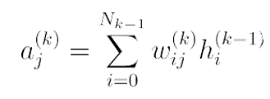 $a_j^{(k)} = \sum_{i=0}^{N_{k-1}} w_{ij}^{(k)} h_i^{(k-1)}$